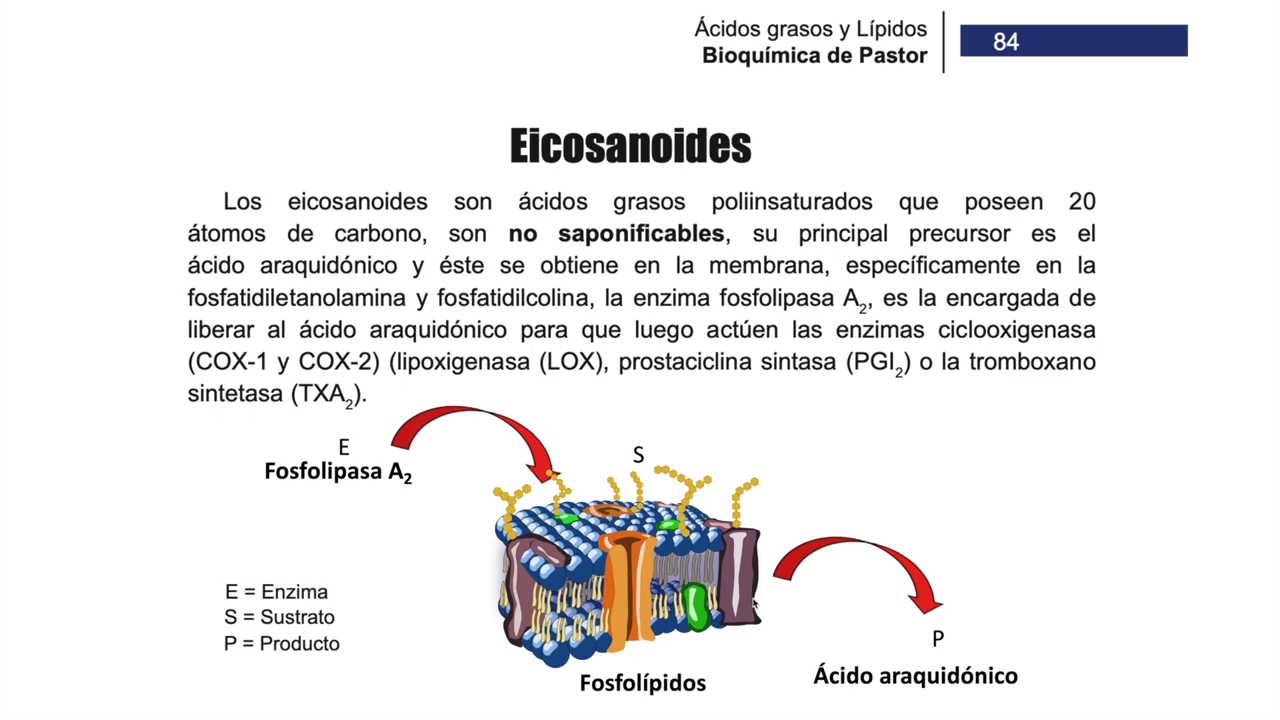 Ácidos grasos y Lípidos
Bioquímica de Pastor
84
Eicosanoides
Los eicosanoides son ácidos grasos poliinsaturados que poseen 20
átomos de carbono, son no saponificables, su principal precursor es el
ácido araquidónico y éste se obtiene en la membrana, específicamente en la
fosfatidiletanolamina y fosfatidilcolina, la enzima fosfolipasa A₂, es la encargada de
liberar al ácido araquidónico para que luego actúen las enzimas ciclooxigenasa
(COX-1 y COX-2) (lipoxigenasa (LOX), prostaciclina sintasa (PGI₂) o la tromboxano
sintetasa (TXA₂).
E
Fosfolipasa A₂
S
E = Enzima
S = Sustrato
P = Producto
Fosfolípidos
P
Ácido araquidónico